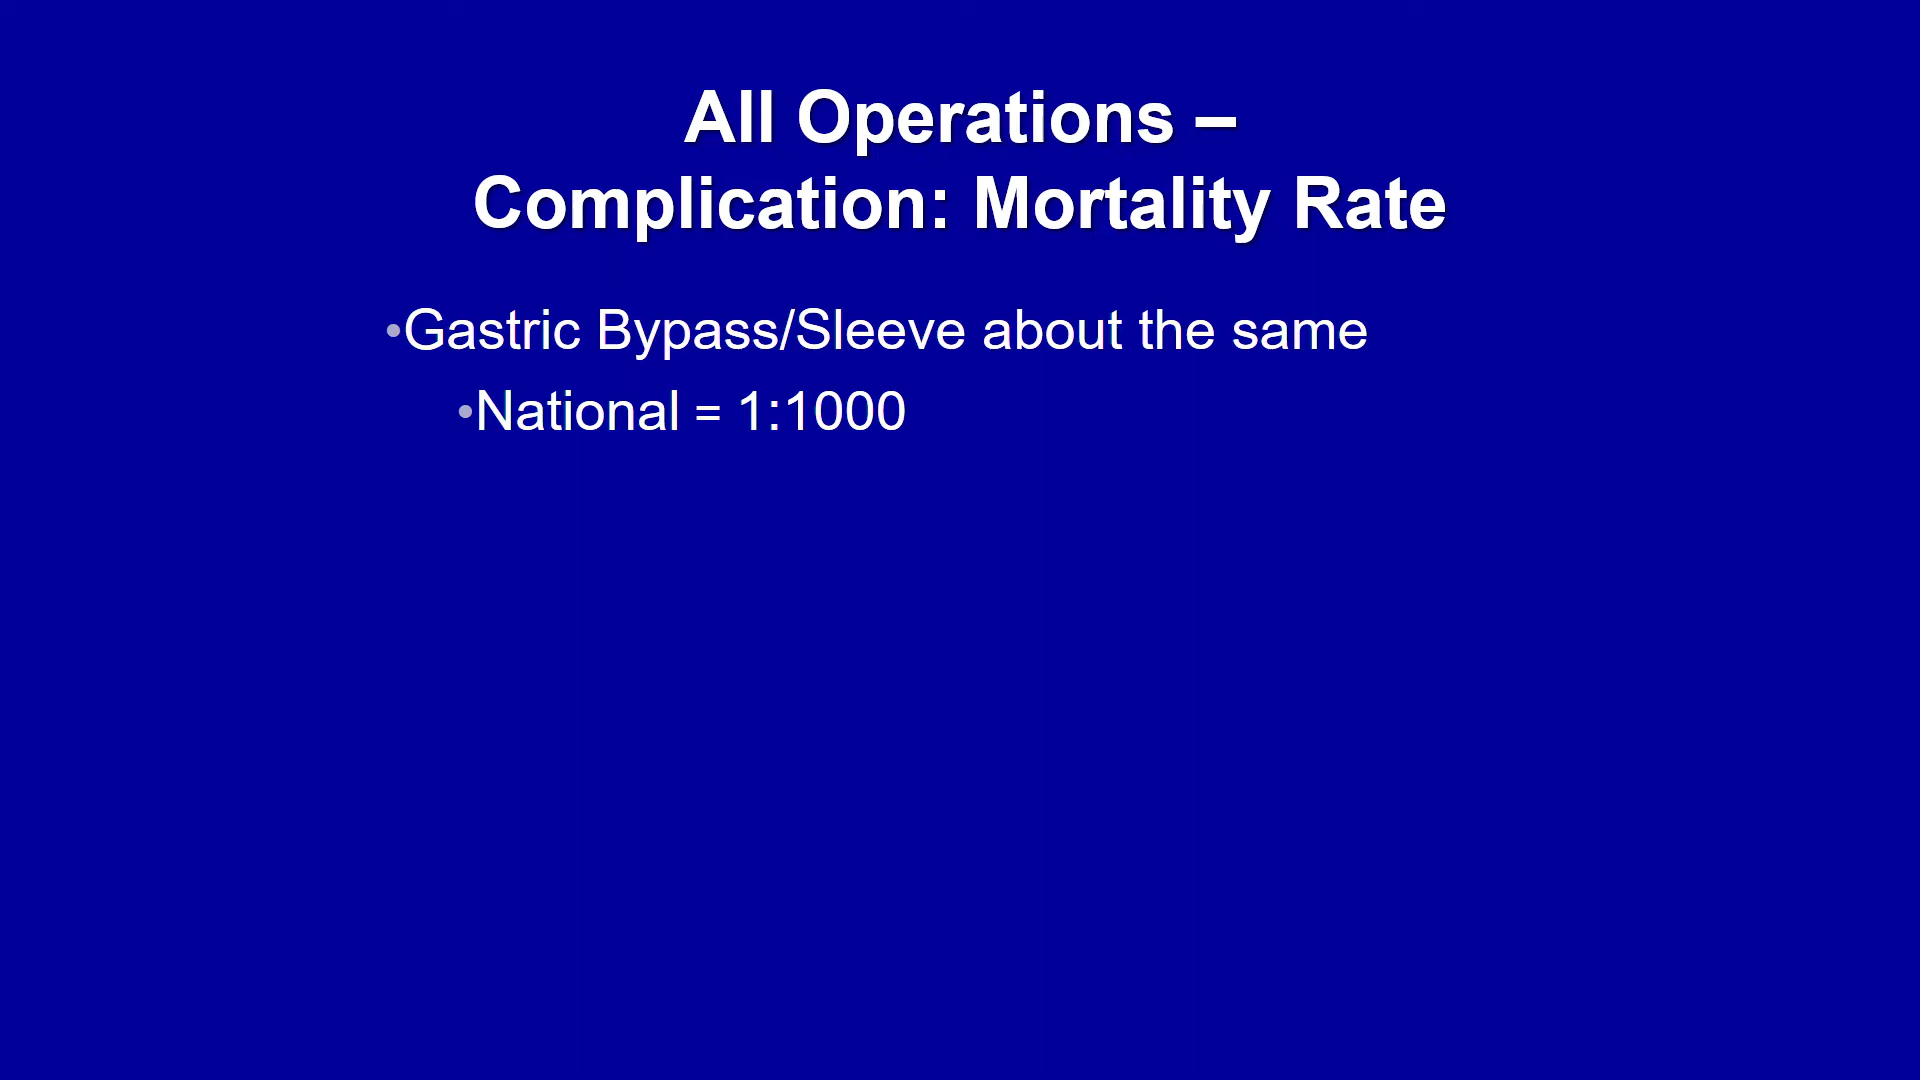 All Operations –
Complication: Mortality Rate
•Gastric Bypass/Sleeve about the same
•National = 1:1000